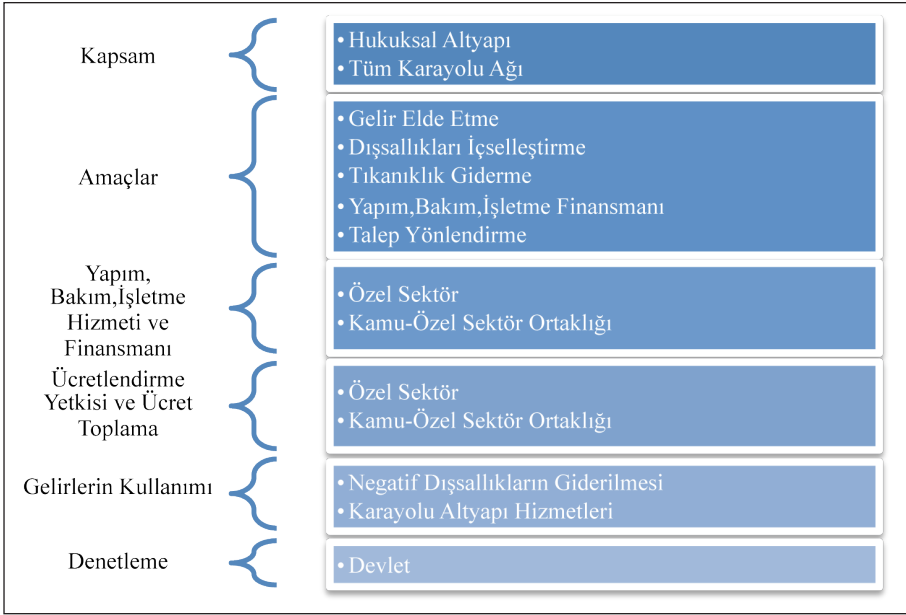 Kapsam
• Hukuksal Altyapı
• Tüm Karayolu Ağı
Amaçlar
• Gelir Elde Etme
• Dışsallıkları İçselleştirme
• Tıkanıklık Giderme
• Yapım,Bakım,İşletme Finansmanı
• Talep Yönlendirme
Yapım,
Bakım,İşletme
Hizmeti ve
Finansmanı
• Özel Sektör
• Kamu-Özel Sektör Ortaklığı
Ücretlendirme
Yetkisi ve Ücret
Toplama
• Özel Sektör
• Kamu-Özel Sektör Ortaklığı
Gelirlerin Kullanımı
• Negatif Dışsallıkların Giderilmesi
• Karayolu Altyapı Hizmetleri
Denetleme
• Devlet